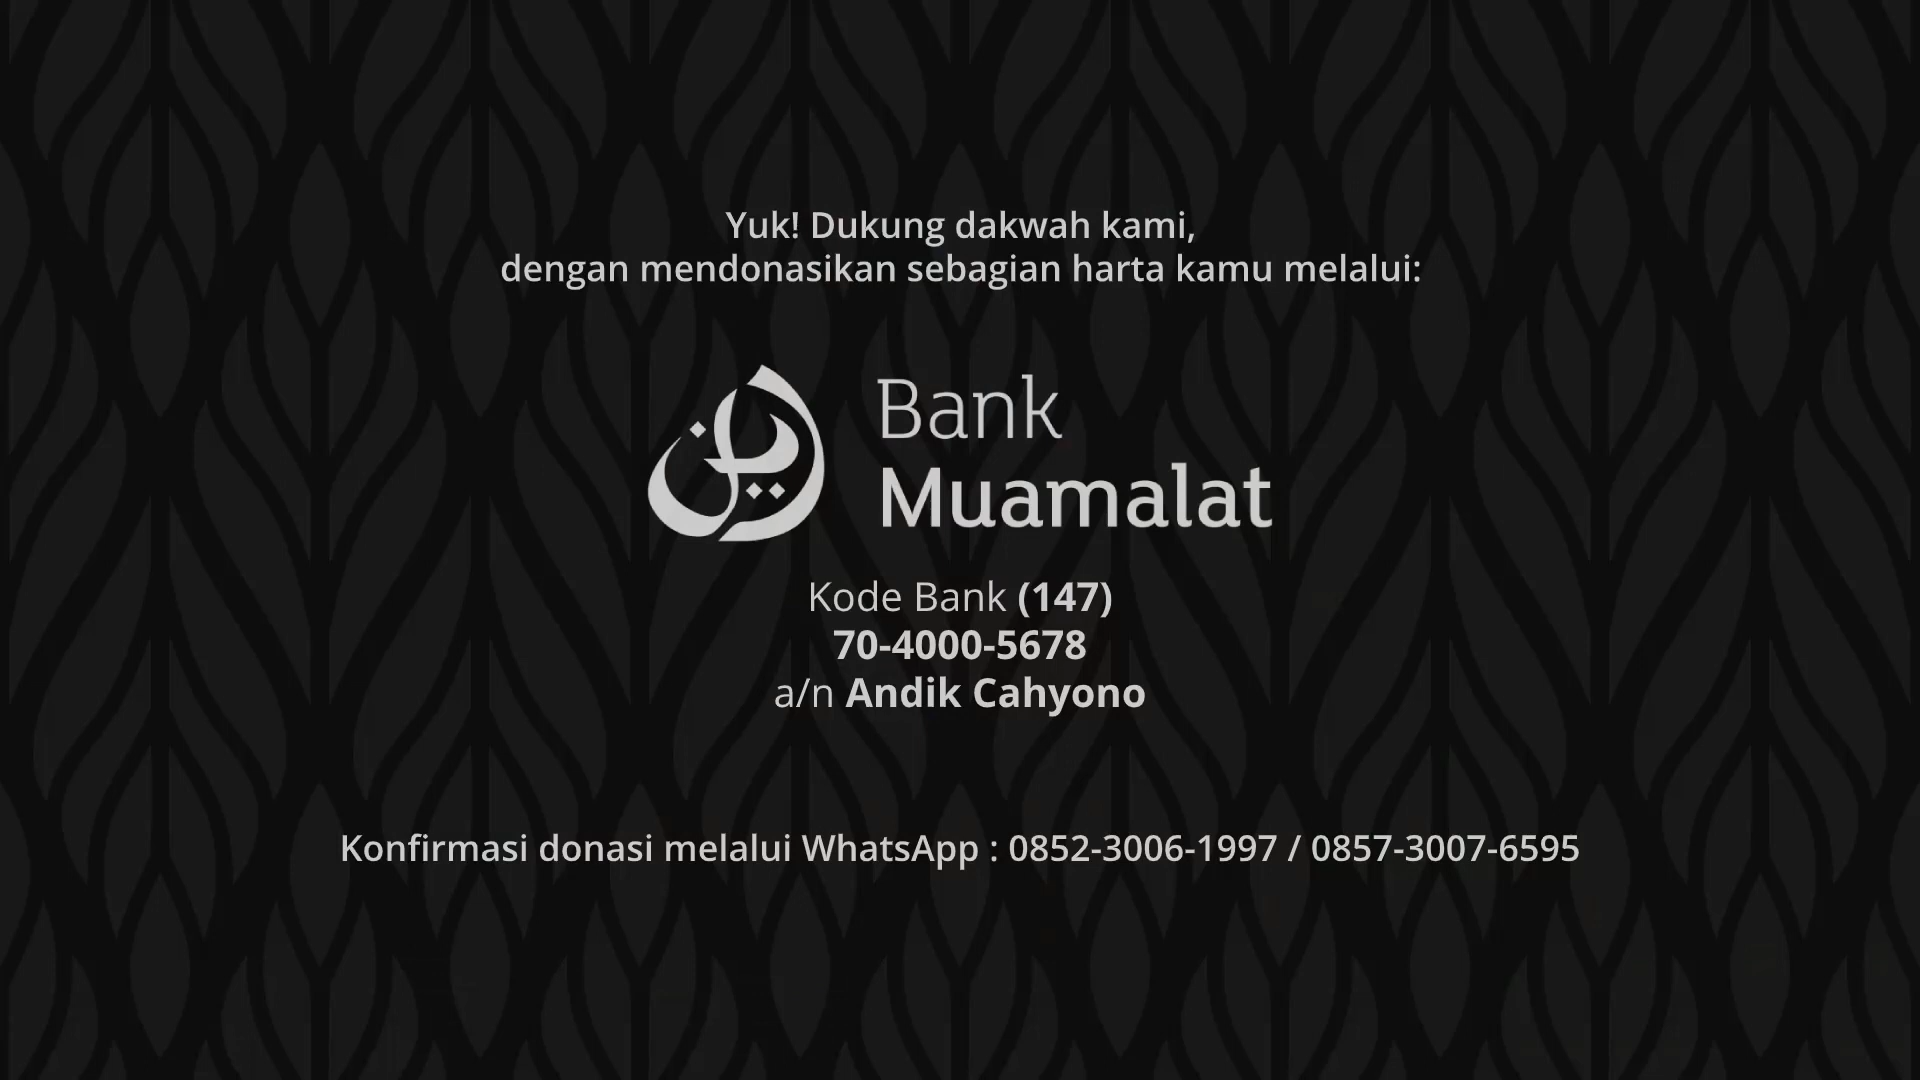 Yuk! Dukung dakwah kami,
dengan mendonasikan sebagian harta kamu melalui:
Bank
Muamalat
Kode Bank (147)
70-4000-5678
a/n Andik Cahyono
Konfirmasi donasi melalui WhatsApp : 0852-3006-1997 / 0857-3007-6595